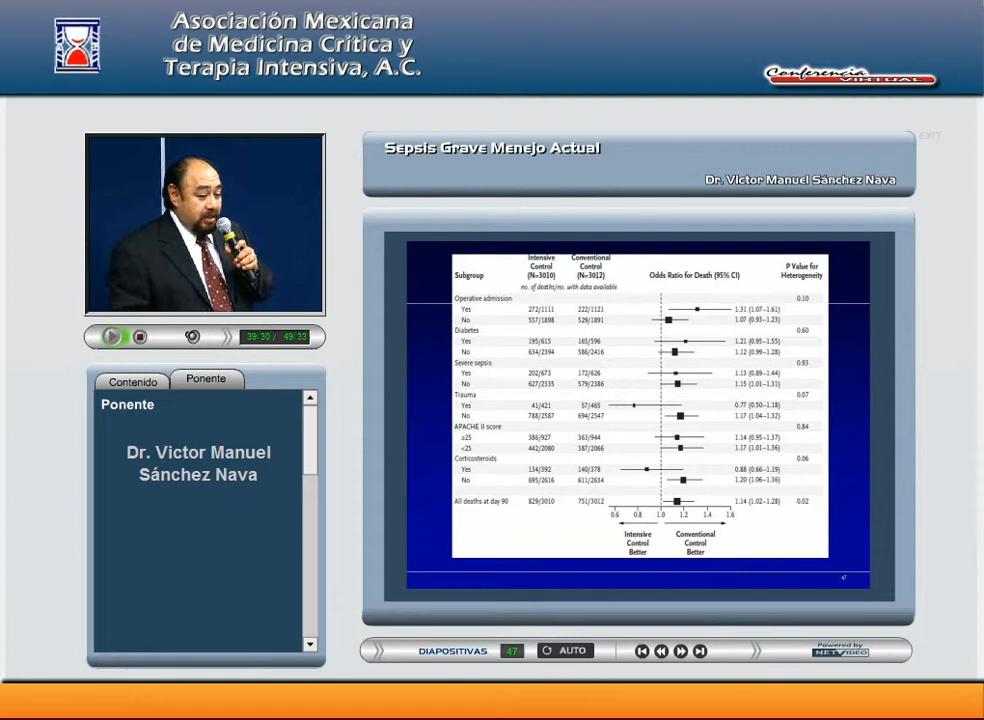 Asociación Mexicana
de Medicina Crítica y
Terapia Intensiva, A.C.
Conferencia
VIRTUAL
EXIT
Sepsis Grave Menejo Actual
Dr. Victor Manuel Sánchez Nava
39:30 / 49:33
Contenido Ponente
Ponente
Dr. Victor Manuel
Sánchez Nava
Subgroup Intensive Control (N=3010) Conventional Control (N=3012) Odds Ratio for Death (95% CI) P Value for Heterogeneity
no. of deaths/no. with data available
Operative admission 0.10
Yes 272/1111 222/1121 1.31 (1.07–1.61)
No 557/1898 529/1891 1.07 (0.93–1.23)
Diabetes 0.60
Yes 195/615 165/596 1.21 (0.95–1.55)
No 634/2394 586/2416 1.12 (0.99–1.28)
Severe sepsis 0.93
Yes 202/673 172/626 1.13 (0.89–1.44)
No 627/2335 579/2386 1.15 (1.01–1.31)
Trauma 0.07
Yes 41/421 57/465 0.77 (0.50–1.18)
No 788/2587 694/2547 1.17 (1.04–1.32)
APACHE II score 0.84
≥25 386/927 363/944 1.14 (0.95–1.37)
<25 442/2080 387/2066 1.17 (1.01–1.36)
Corticosteroids 0.06
Yes 134/392 140/378 0.88 (0.66–1.19)
No 695/2616 611/2634 1.20 (1.06–1.36)
All deaths at day 90 829/3010 751/3012 1.14 (1.02–1.28) 0.02
0.6 0.8 1.0 1.2 1.4 1.6
Intensive Control Better Conventional Control Better
47
DIAPOSITIVAS 47 AUTO
Powered by
NETVIDEO